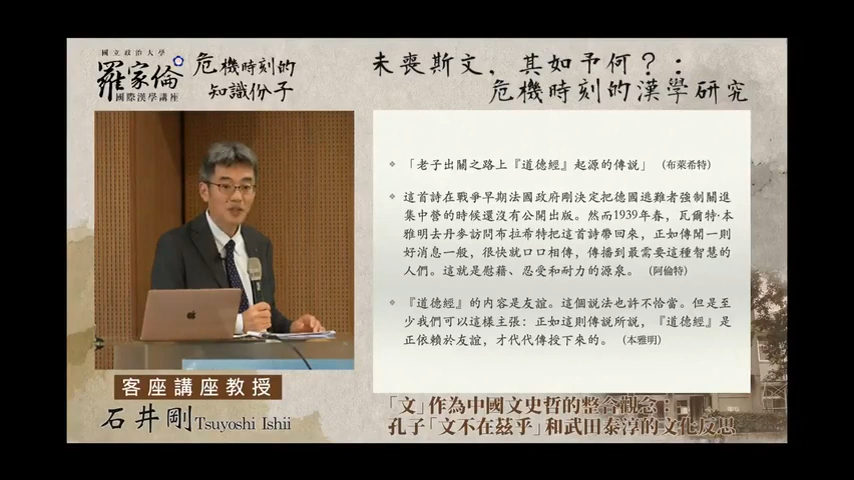 國立政治大學
羅家倫
國際漢學講座
危機時刻的
知識份子
未喪斯文，其如予何？：
危機時刻的漢學研究
「老子出關之路上『道德經』起源的傳說」（布萊希特）
這首詩在戰爭早期法國政府剛決定把德國逃難者強制關進
集中營的時候還沒有公開出版。然而1939年春，瓦爾特·本
雅明去丹麥訪問布拉希特把這首詩帶回來，正如傳聞一則
好消息一般，很快就口口相傳，傳播到最需要這種智慧的
人們。這就是慰藉、忍受和耐力的源泉。（阿倫特）
『道德經』的內容是友誼。這個說法也許不恰當。但是至
少我們可以這樣主張：正如這則傳說所說，『道德經』是
正依賴於友誼，才代代傳授下來的。（本雅明）
客座講座教授
石井剛Tsuyoshi Ishii
「文」作為中國文史哲的整合觀念：
孔子「文不在茲乎」和武田泰淳的文化反思